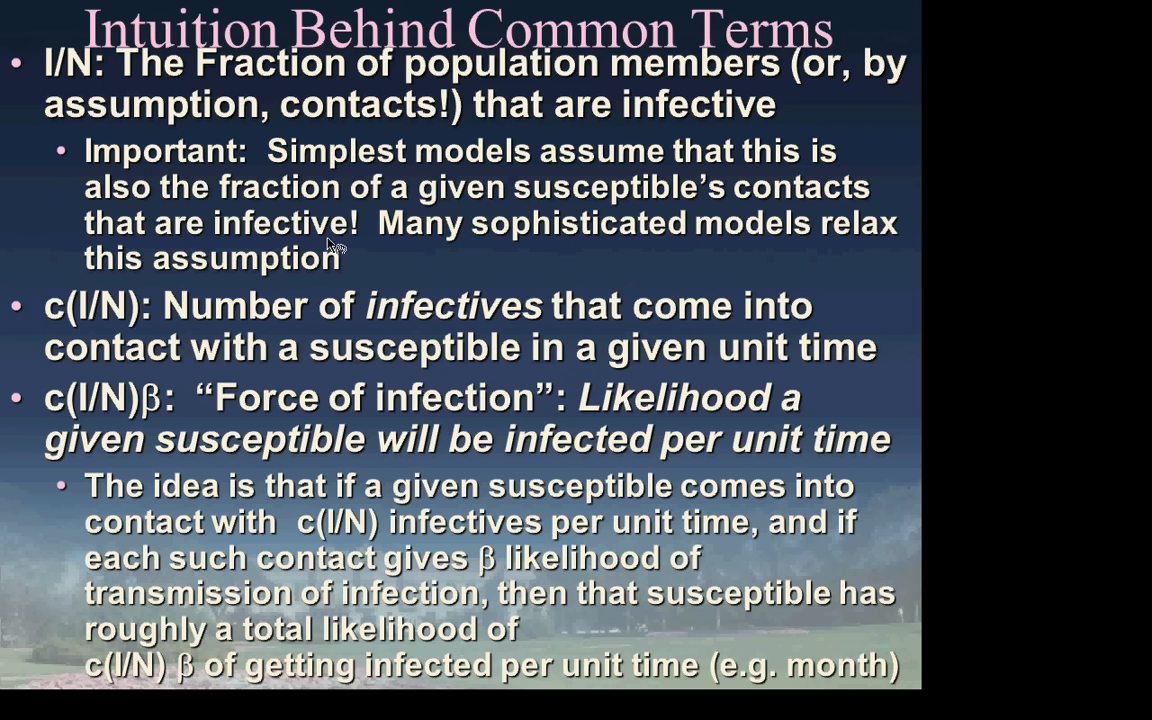 Intuition Behind Common Terms
• I/N: The Fraction of population members (or, by
assumption, contacts!) that are infective
• Important: Simplest models assume that this is
also the fraction of a given susceptible’s contacts
that are infective! Many sophisticated models relax
this assumption
• c(I/N): Number of infectives that come into
contact with a susceptible in a given unit time
• c(I/N)β: “Force of infection”: Likelihood a
given susceptible will be infected per unit time
• The idea is that if a given susceptible comes into
contact with c(I/N) infectives per unit time, and if
each such contact gives β likelihood of
transmission of infection, then that susceptible has
roughly a total likelihood of
c(I/N) β of getting infected per unit time (e.g. month)